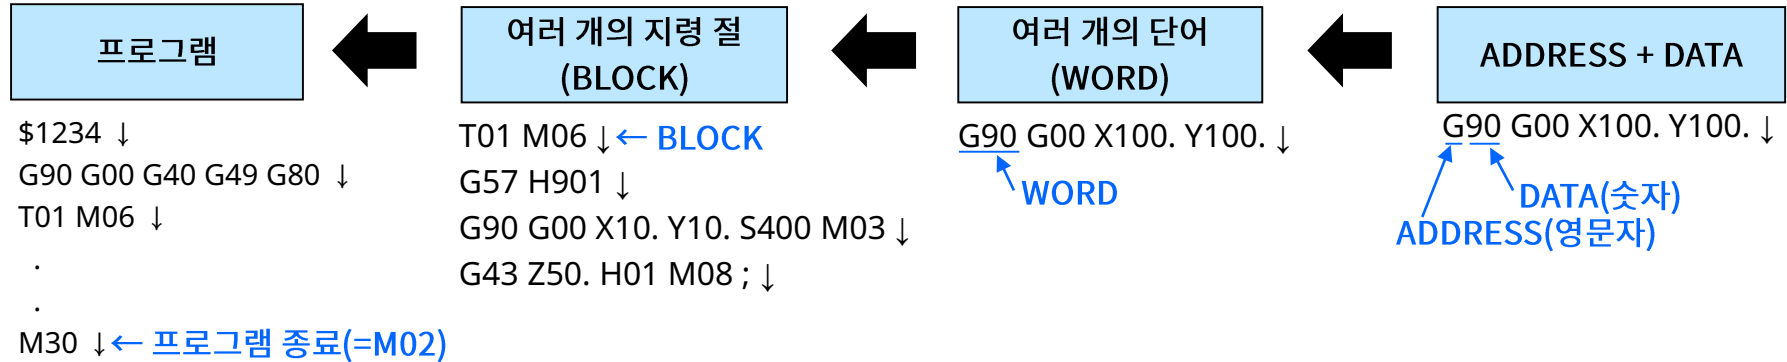 프로그램
$1234 ↓
G90 G00 G40 G49 G80 ↓
T01 M06 ↓
.
.
M30 ↓← 프로그램 종료(=M02)
여러 개의 지령 절
(BLOCK)
T01 M06 ↓← BLOCK
G57 H901 ↓
G90 G00 X10. Y10. S400 M03 ↓
G43 Z50. H01 M08 ; ↓
여러 개의 단어
(WORD)
G90 G00 X100. Y100. ↓
WORD
ADDRESS + DATA
G90 G00 X100. Y100. ↓
DATA(숫자)
ADDRESS(영문자)